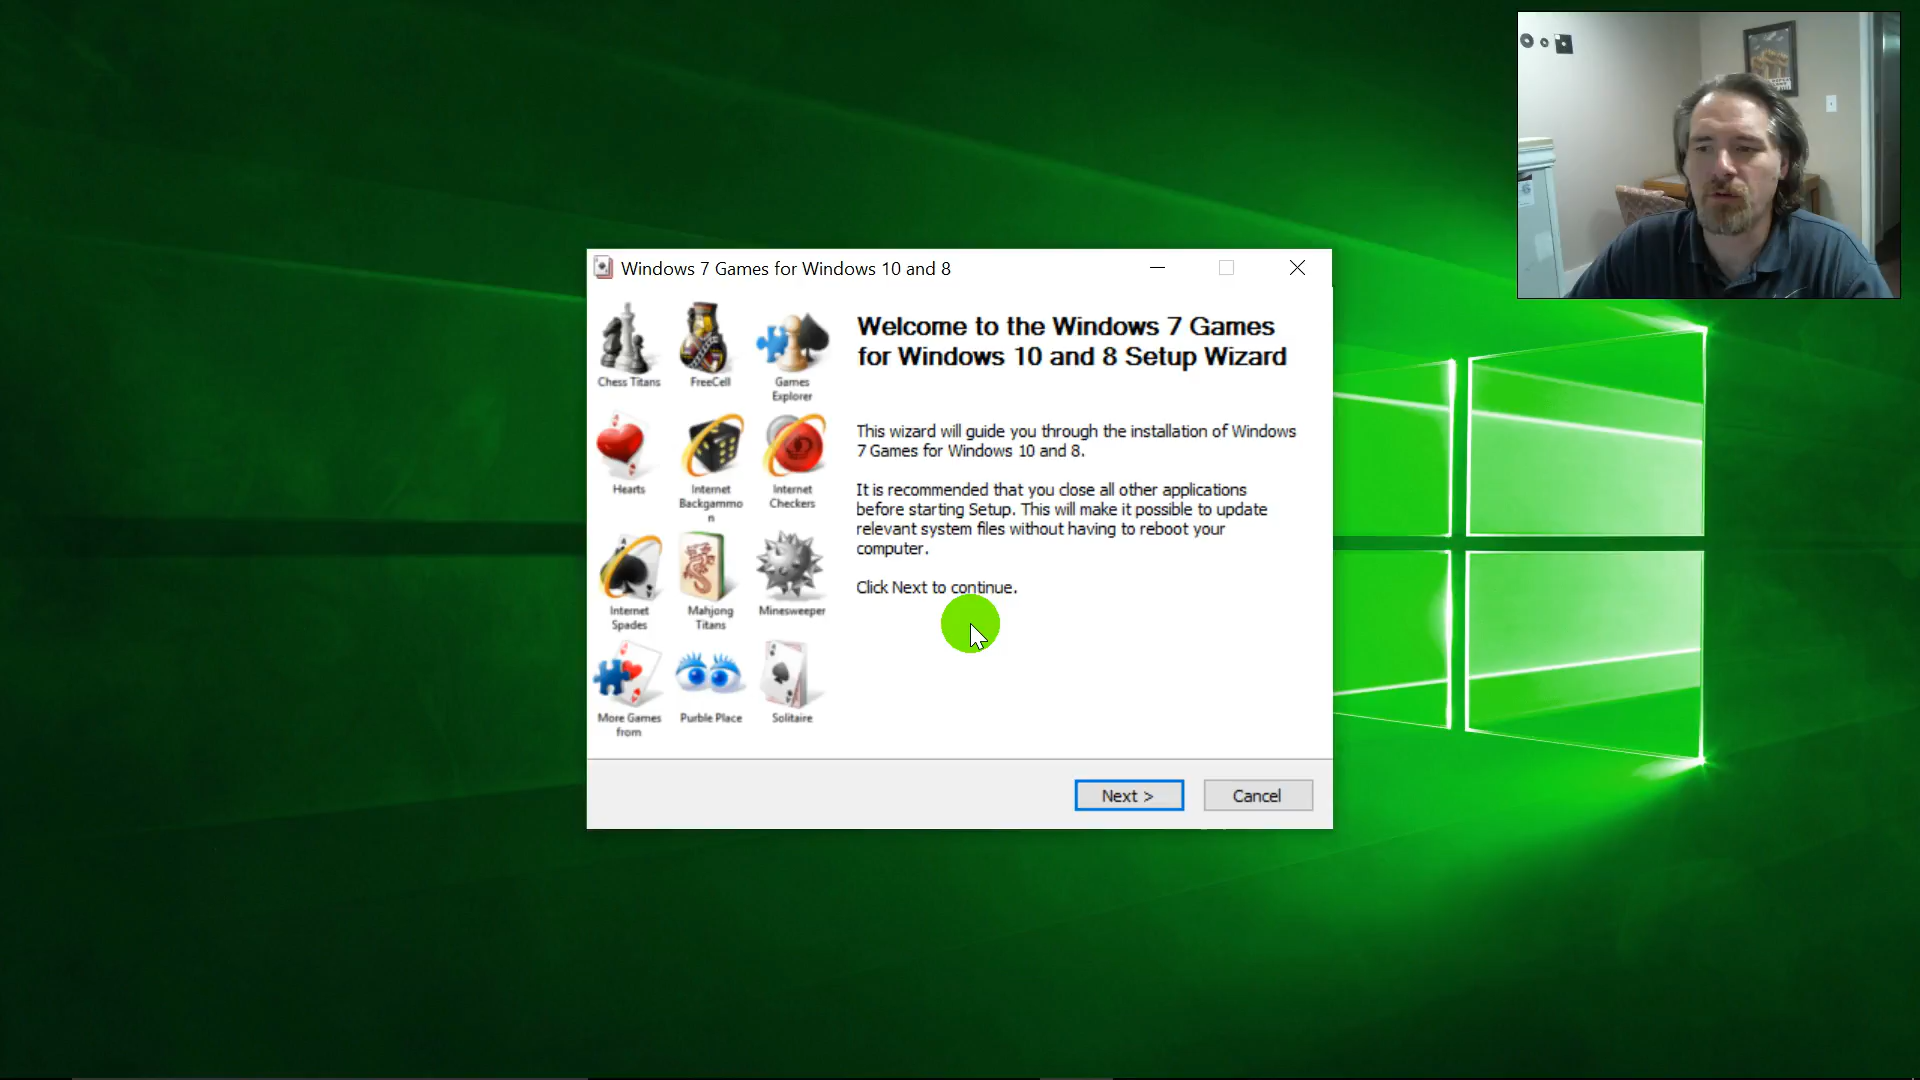 Windows 7 Games for Windows 10 and 8
Chess Titans
FreeCell
Games
Explorer
Hearts
Internet
Backgammo
n
Internet
Checkers
Internet
Spades
Mahjong
Titans
Minesweeper
More Games
from
Purble Place
Solitaire
Welcome to the Windows 7 Games
for Windows 10 and 8 Setup Wizard
This wizard will guide you through the installation of Windows
7 Games for Windows 10 and 8.
It is recommended that you close all other applications
before starting Setup. This will make it possible to update
relevant system files without having to reboot your
computer.
Click Next to continue.
Next >
Cancel